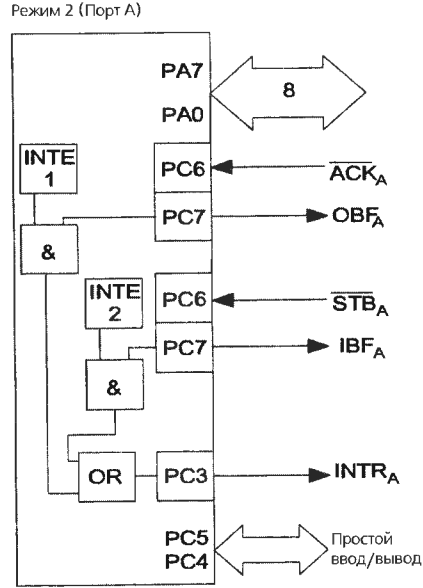 Режим 2 (Порт А)
PA7
8
PA0
INTE
1
PC6
ACKA
PC7
OBFA
&
INTE
2
PC6
STBA
PC7
IBFA
&
OR
PC3
INTRA
PC5
PC4
Простой
ввод/вывод